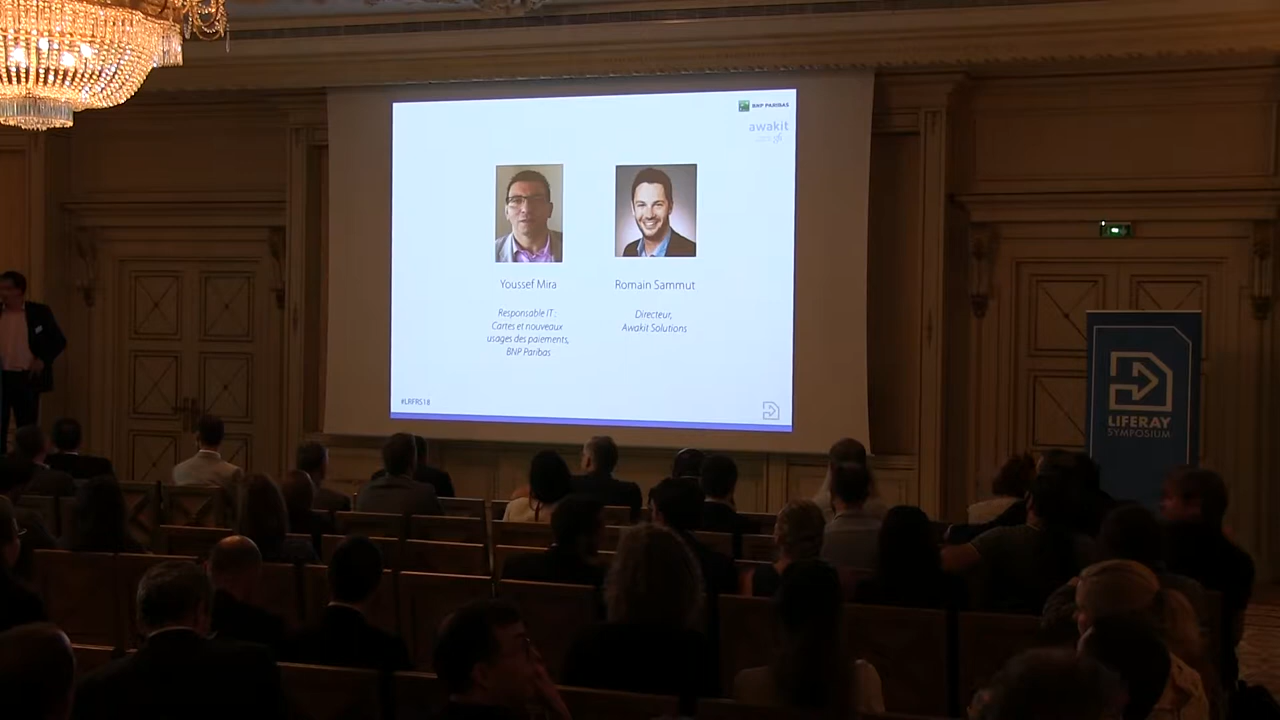 BNP PARIBAS
awakit
Youssef Mira
Romain Sammut
Responsable IT :
Cartes et nouveaux
usages des paiements,
BNP Paribas
Directeur,
Awakit Solutions
#LRFRS18
LIFERAY
SYMPOSIUM